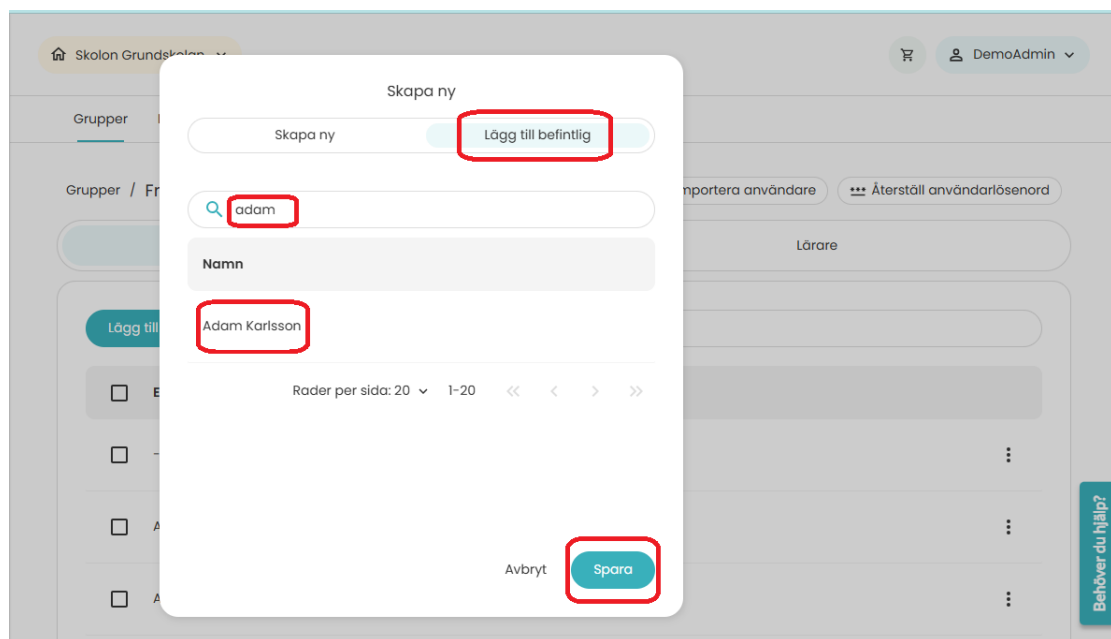 Skolon Grundskolan
DemoAdmin
Skapa ny
Grupper
Skapa ny
Lägg till befintlig
Grupper / Fr
mportera användare
Återställ användarlösenord
adam
Lärare
Namn
Lägg till
Adam Karlsson
E
Rader per sida: 20
1-20
-
A
Avbryt
Spara
A
Behöver du hjälp?